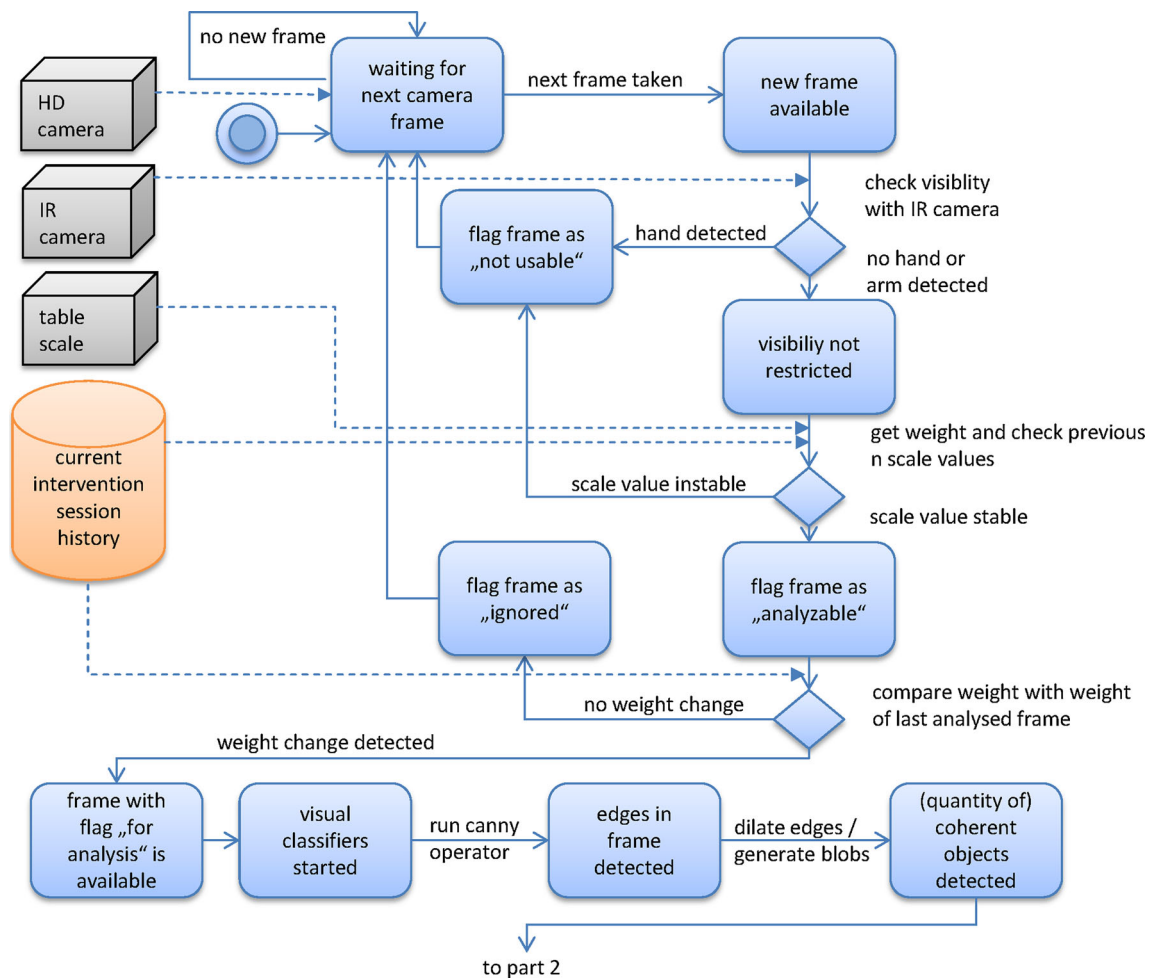 no new frame
waiting for
next camera
frame
next frame taken
new frame
available
HD
camera
IR
camera
check visiblity
with IR camera
flag frame as
„not usable“
hand detected
no hand or
arm detected
table
scale
visibiliy not
restricted
current
intervention
session
history
get weight and check previous
n scale values
scale value instable
scale value stable
flag frame as
„ignored“
flag frame as
„analyzable“
no weight change
compare weight with weight
of last analysed frame
weight change detected
frame with
flag „for
analysis“ is
available
visual
classifiers
started
run canny
operator
edges in
frame
detected
dilate edges /
generate blobs
(quantity of)
coherent
objects
detected
to part 2